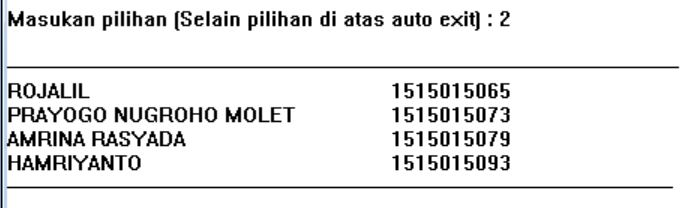 Masukan pilihan (Selain pilihan di atas auto exit) : 2
ROJALIL 1515015065
PRAYOGO NUGROHO MOLET 1515015073
AMRINA RASYADA 1515015079
HAMRIYANTO 1515015093